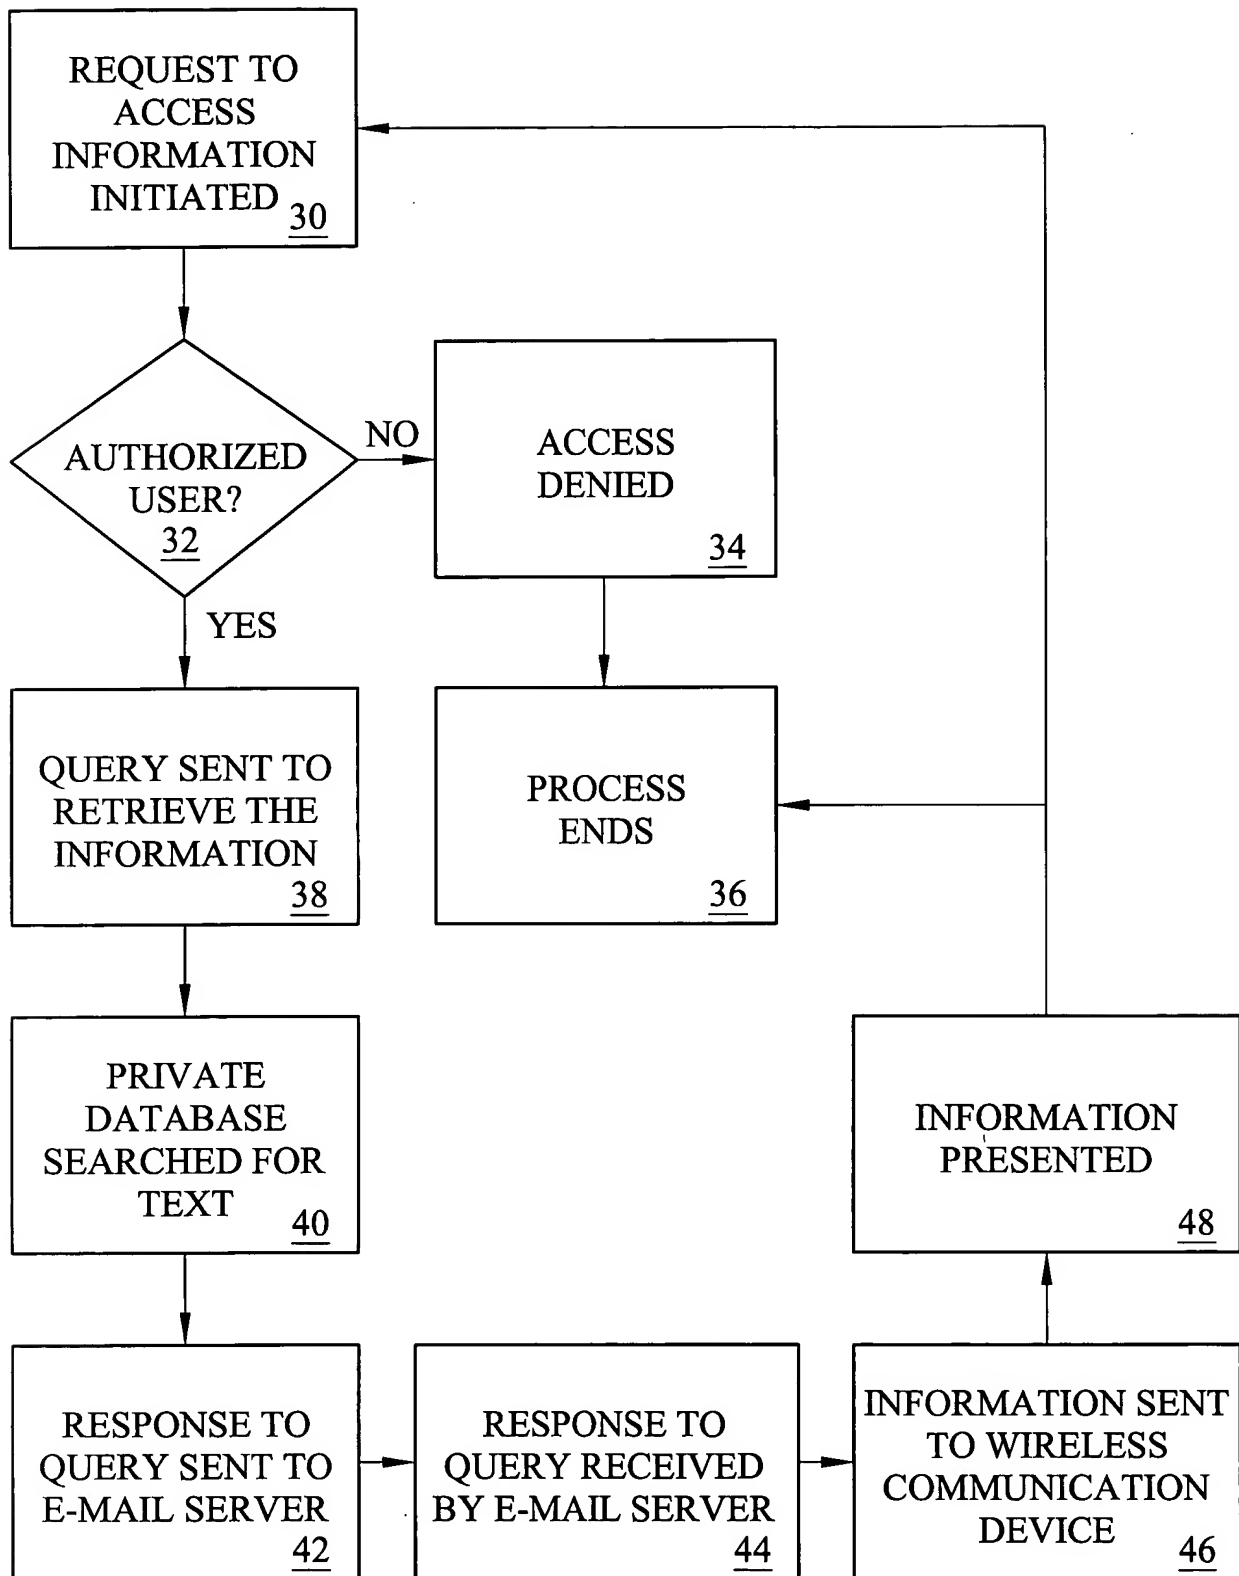 REQUEST TO
ACCESS
INFORMATION
INITIATED
30
AUTHORIZED
USER?
32
NO
ACCESS
DENIED
34
YES
QUERY SENT TO
RETRIEVE THE
INFORMATION
38
PROCESS
ENDS
36
PRIVATE
DATABASE
SEARCHED FOR
TEXT
40
INFORMATION
PRESENTED
48
RESPONSE TO
QUERY SENT TO
E-MAIL SERVER
42
RESPONSE TO
QUERY RECEIVED
BY E-MAIL SERVER
44
INFORMATION SENT
TO WIRELESS
COMMUNICATION
DEVICE
46